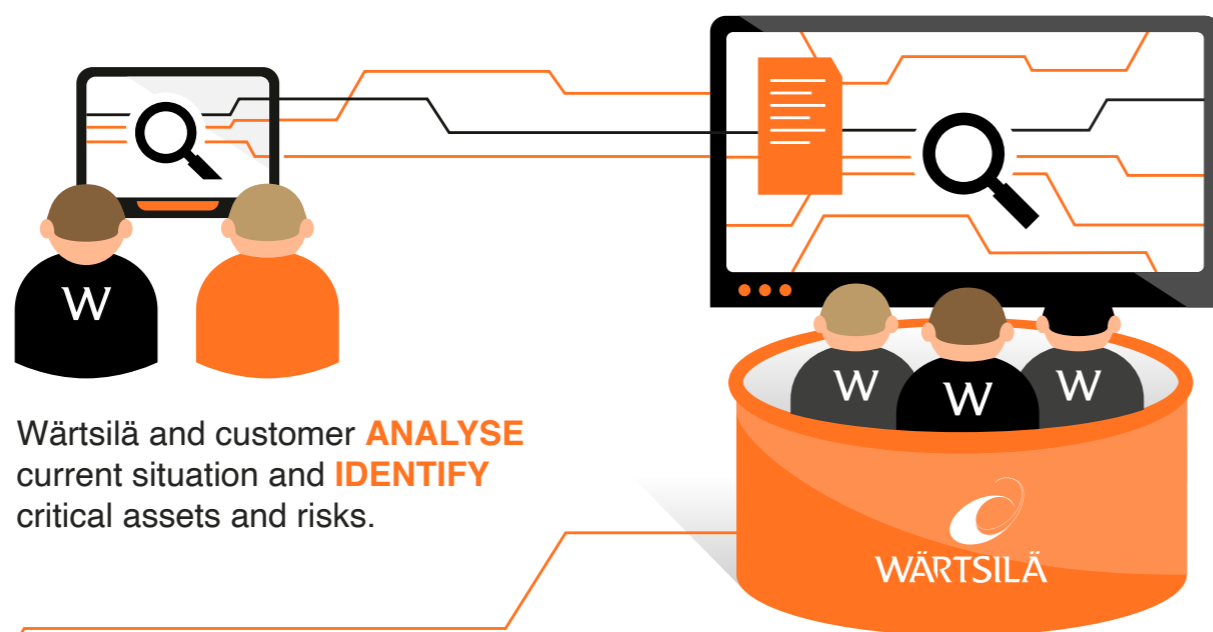 W
W
W
W
Wärtsilä and customer ANALYSE
current situation and IDENTIFY
critical assets and risks.
WÄRTSILÄ